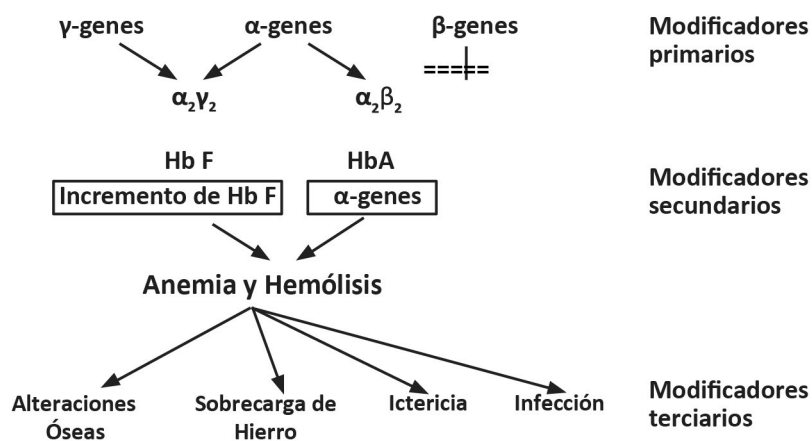 γ-genes α-genes β-genes Modificadores
primarios
=====
α₂γ₂ α₂β₂
Hb F HbA
Incremento de Hb F α-genes Modificadores
secundarios
Anemia y Hemólisis
Alteraciones Sobrecarga de Ictericia Infección Modificadores
Óseas Hierro terciarios